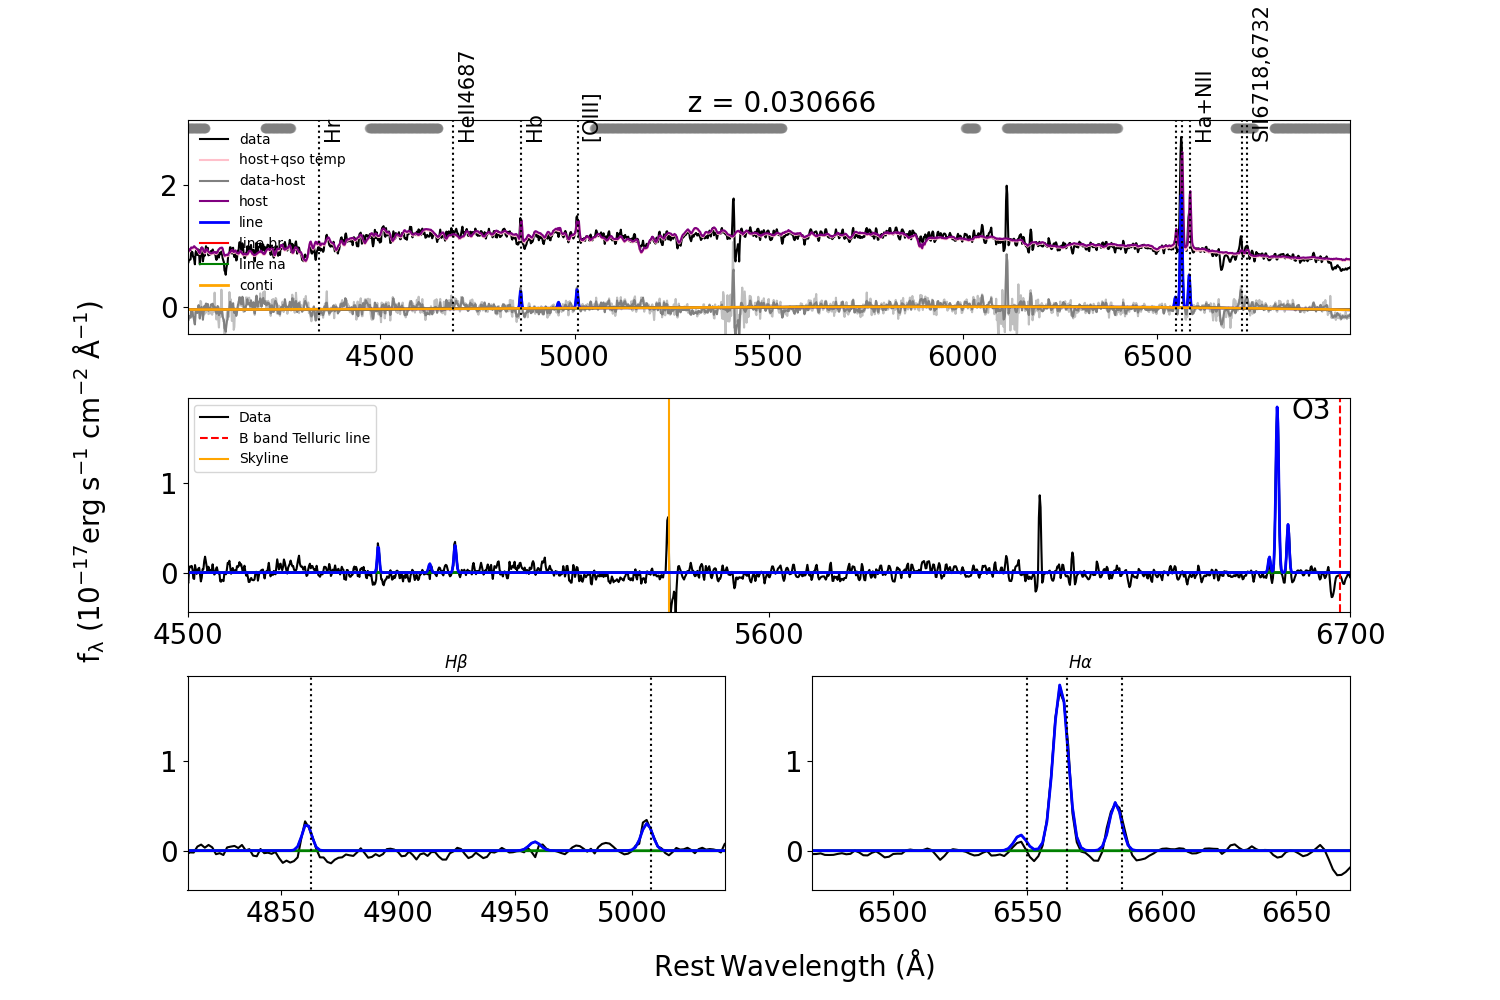 z = 0.030666
Hr
HeII4687
Hb
[OIII]
Ha+NII
SII6718,6732
data
host+qso temp
data-host
host
line
line br
line na
conti
2
0
4500
5000
5500
6000
6500
Data
B band Telluric line
Skyline
O3
1
0
4500
5600
6700
fλ (10−17erg s−1 cm−2 Å−1)
Hβ
1
0
4850
4900
4950
5000
Hα
1
0
6500
6550
6600
6650
Rest Wavelength (Å)